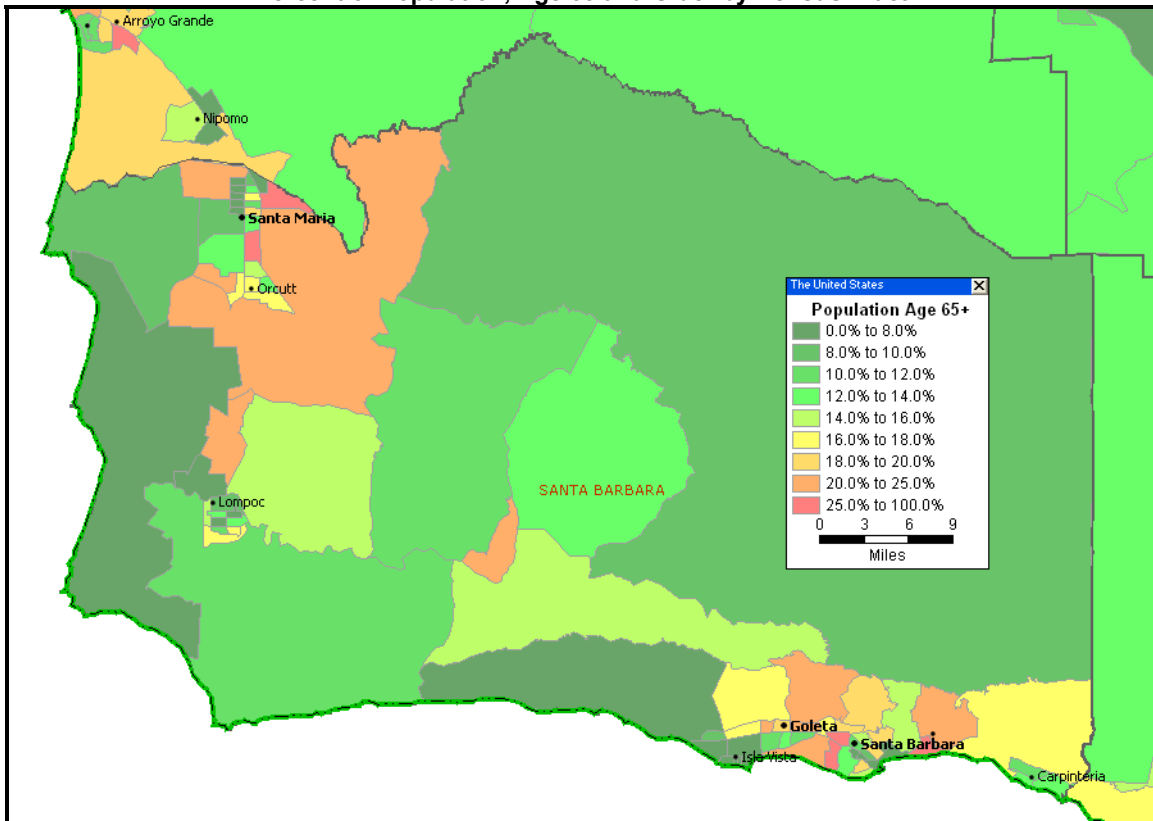 Arroyo Grande
Nipomo
Santa Maria
Orcutt
The United States
Population Age 65+
0.0% to 8.0%
8.0% to 10.0%
10.0% to 12.0%
12.0% to 14.0%
14.0% to 16.0%
16.0% to 18.0%
18.0% to 20.0%
20.0% to 25.0%
25.0% to 100.0%
0 3 6 9
Miles
SANTA BARBARA
Lompoc
Goleta
Santa Barbara
Isla Vista
Carpinteria